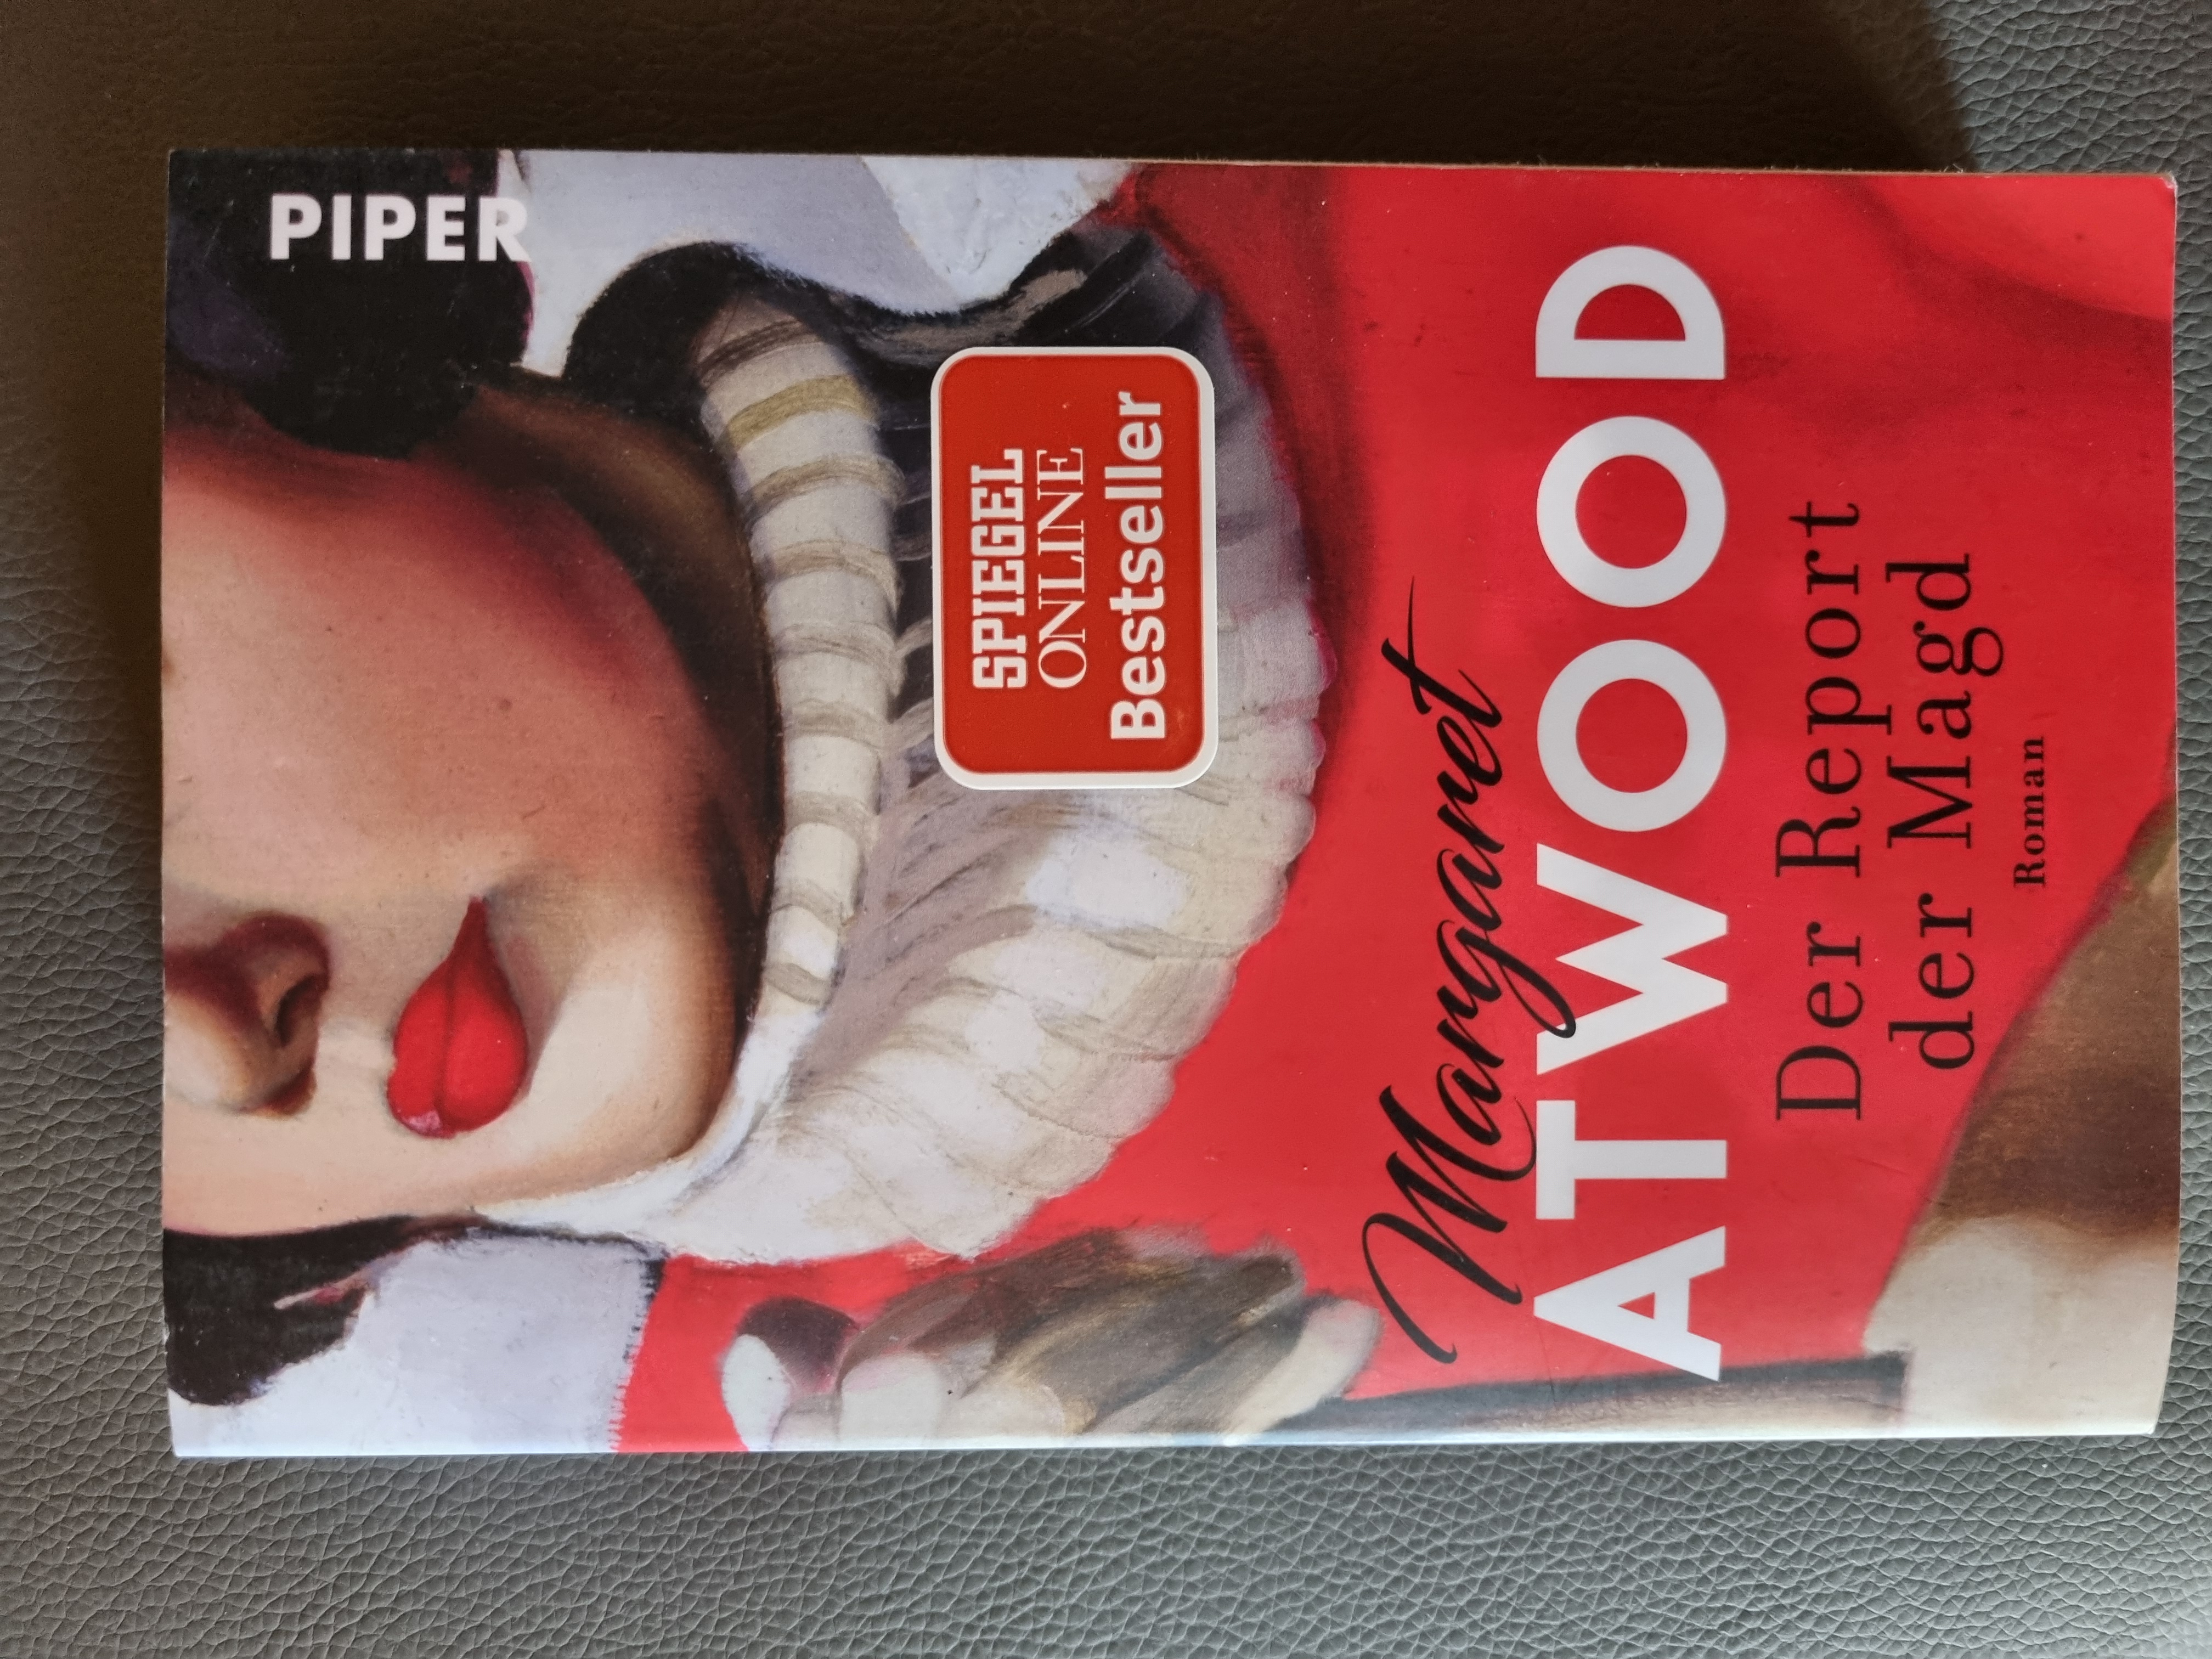 PIPER
SPIEGEL
ONLINE
Bestseller
Margaret
ATWOOD
Der Report
der Magd
Roman